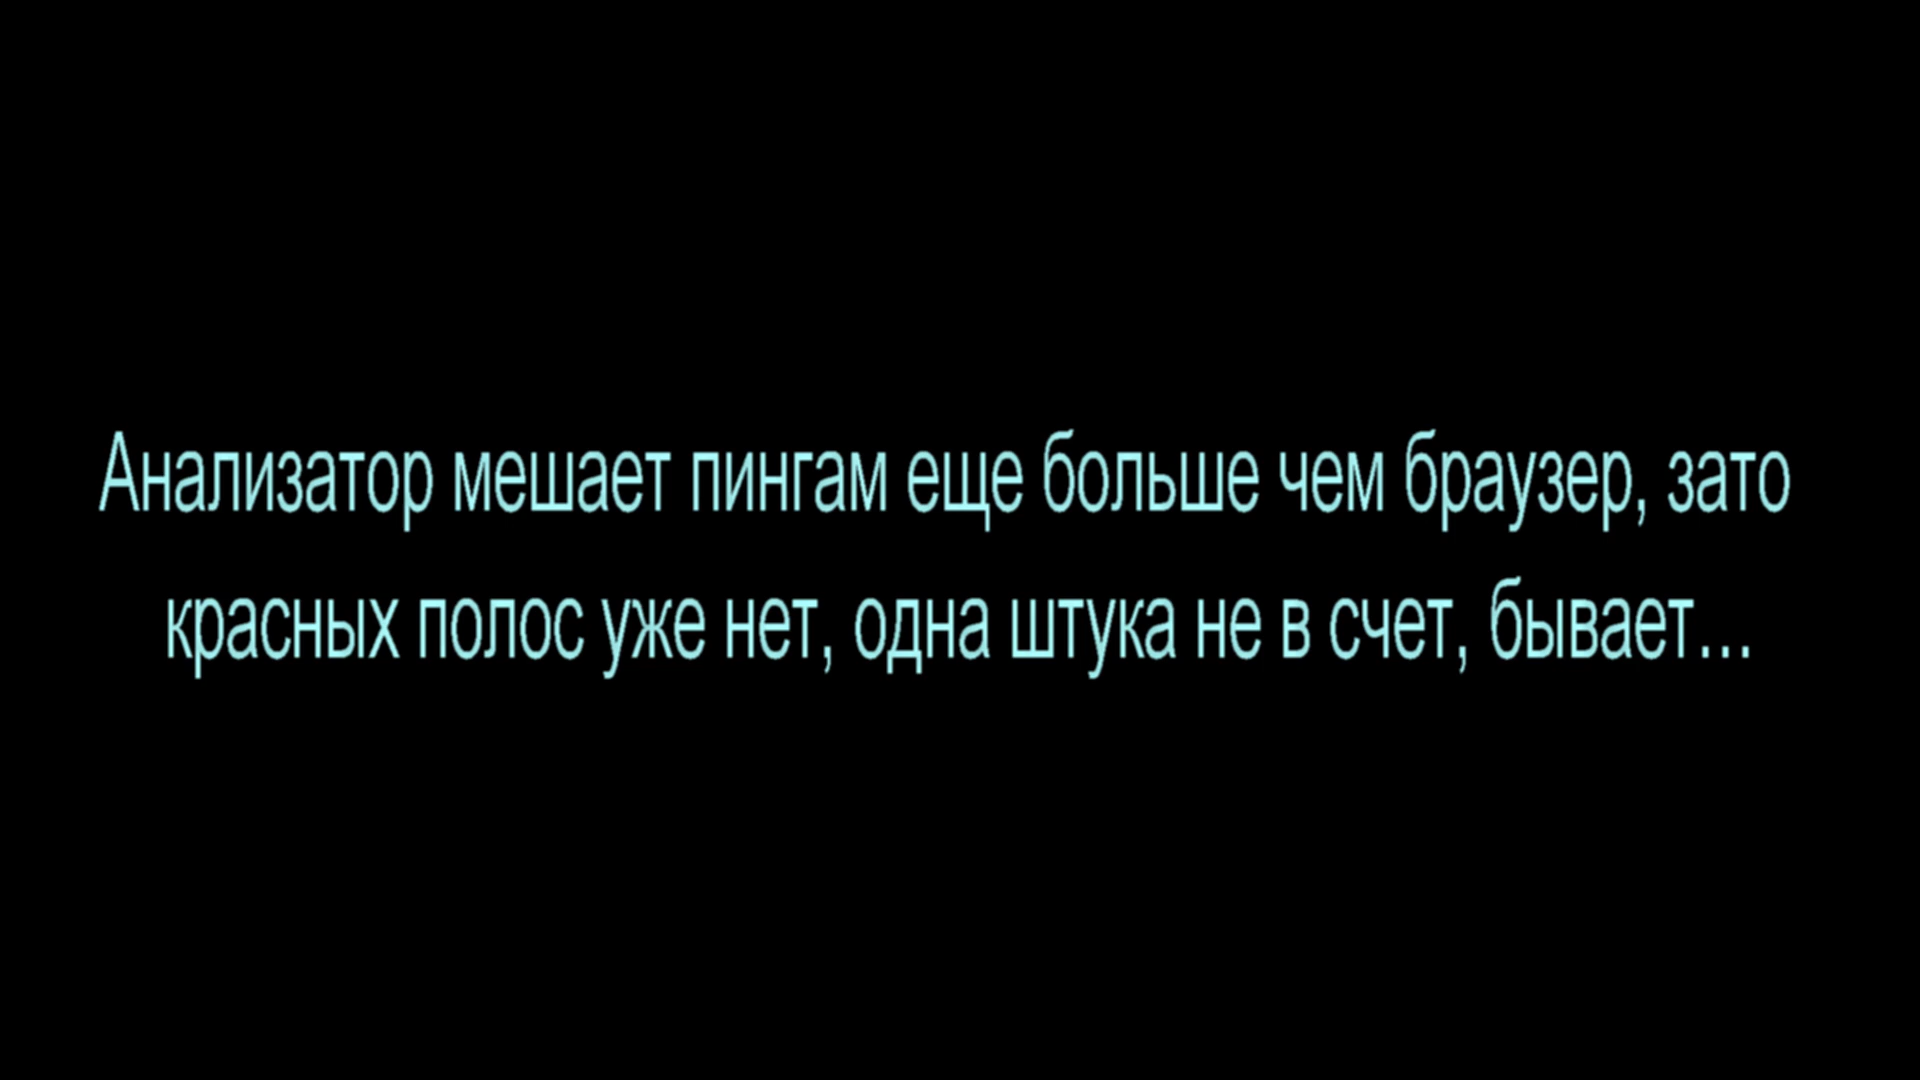 Анализатор мешает пингам еще больше чем браузер, зато
красных полос уже нет, одна штука не в счет, бывает...